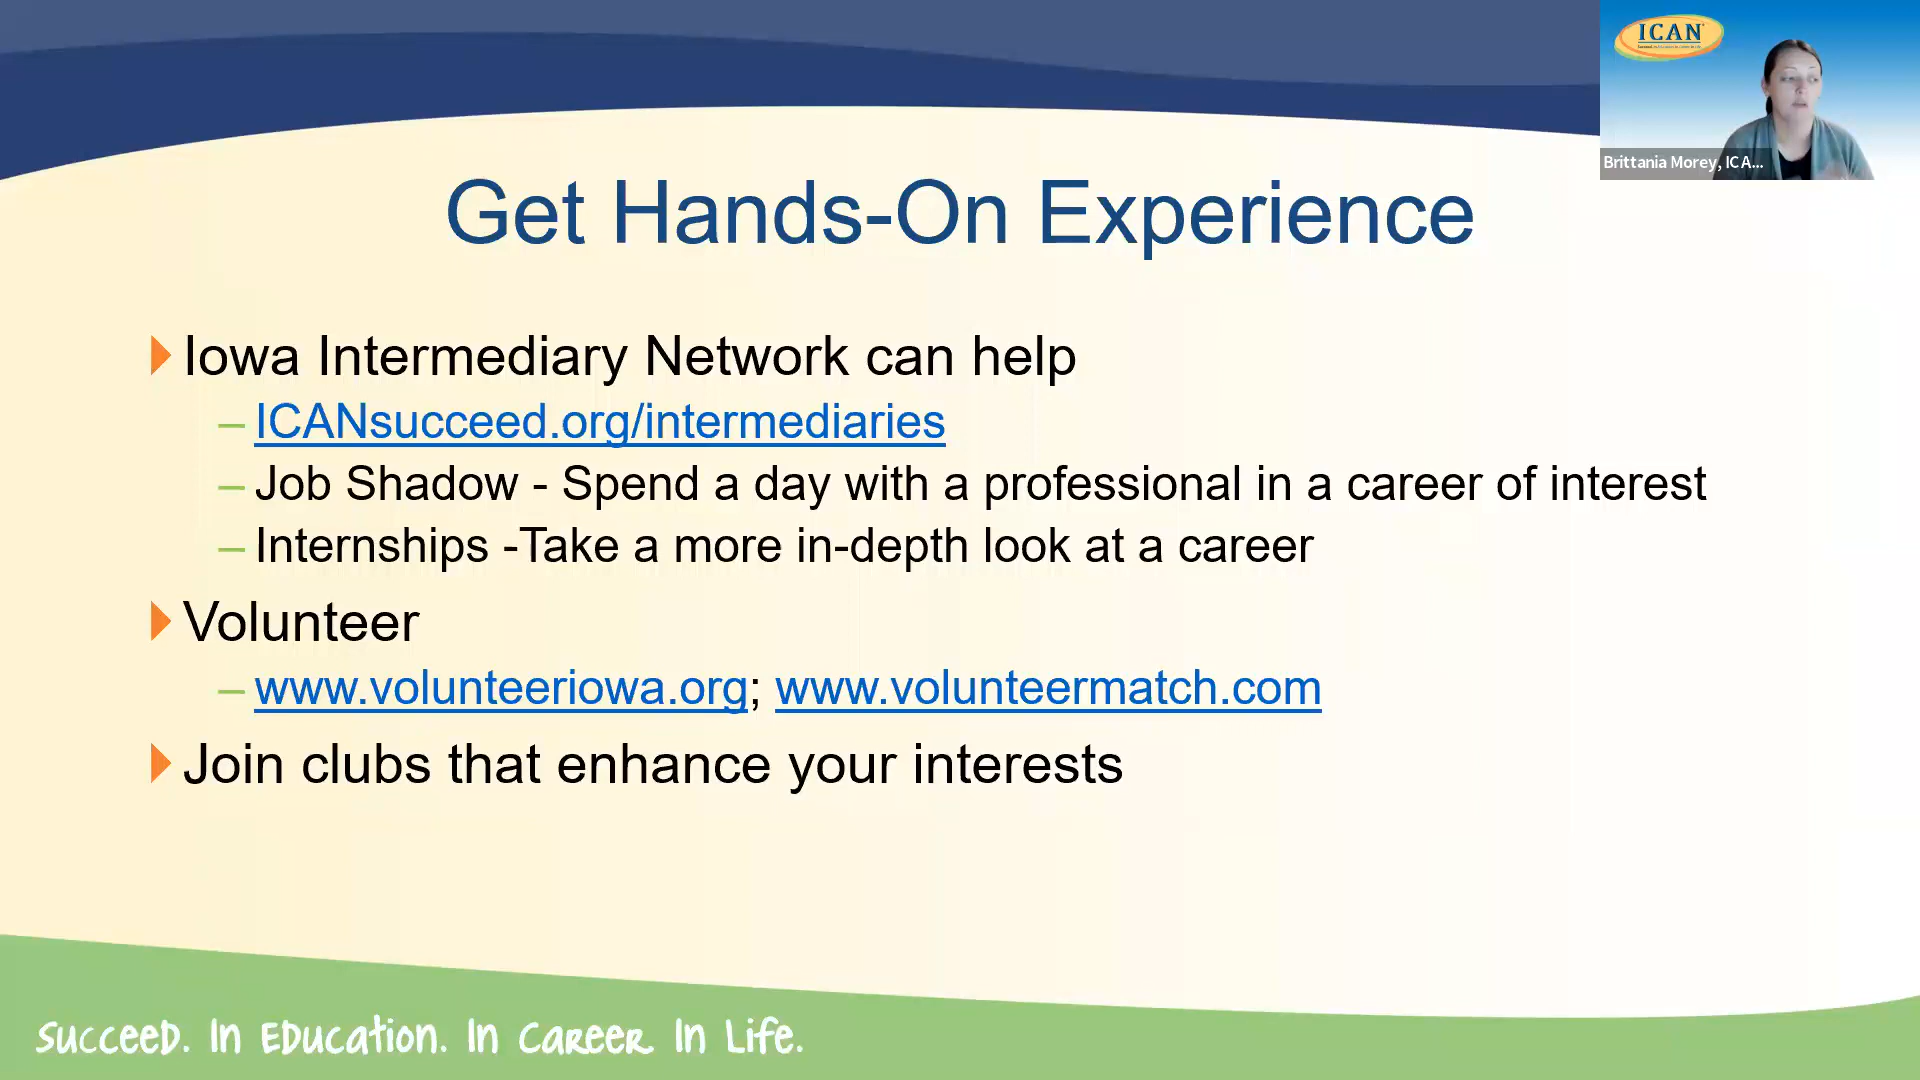 ICAN
Brittania Morey, ICA...
Get Hands-On Experience
Iowa Intermediary Network can help
– ICANsucceed.org/intermediaries
– Job Shadow - Spend a day with a professional in a career of interest
– Internships -Take a more in-depth look at a career
Volunteer
– www.volunteeriowa.org; www.volunteermatch.com
Join clubs that enhance your interests
Succeed. In Education. In Career. In Life.